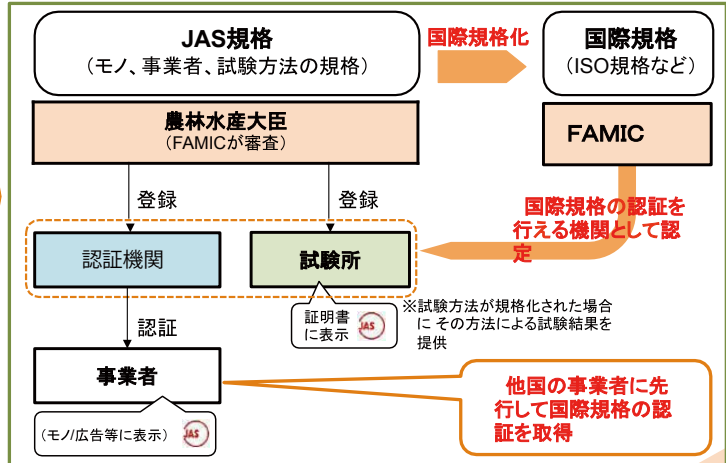 JAS規格
(モノ、事業者、試験方法の規格)
国際規格化
国際規格
(ISO規格など)
農林水産大臣
(FAMICが審査)
FAMIC
登録
登録
国際規格の認証を
行える機関として認
定
認証機関
試験所
証明書
に表示
JAS
※試験方法が規格化された場合
に その方法による試験結果を
提供
認証
事業者
(モノ/広告等に表示)
JAS
他国の事業者に先
行して国際規格の認
証を取得